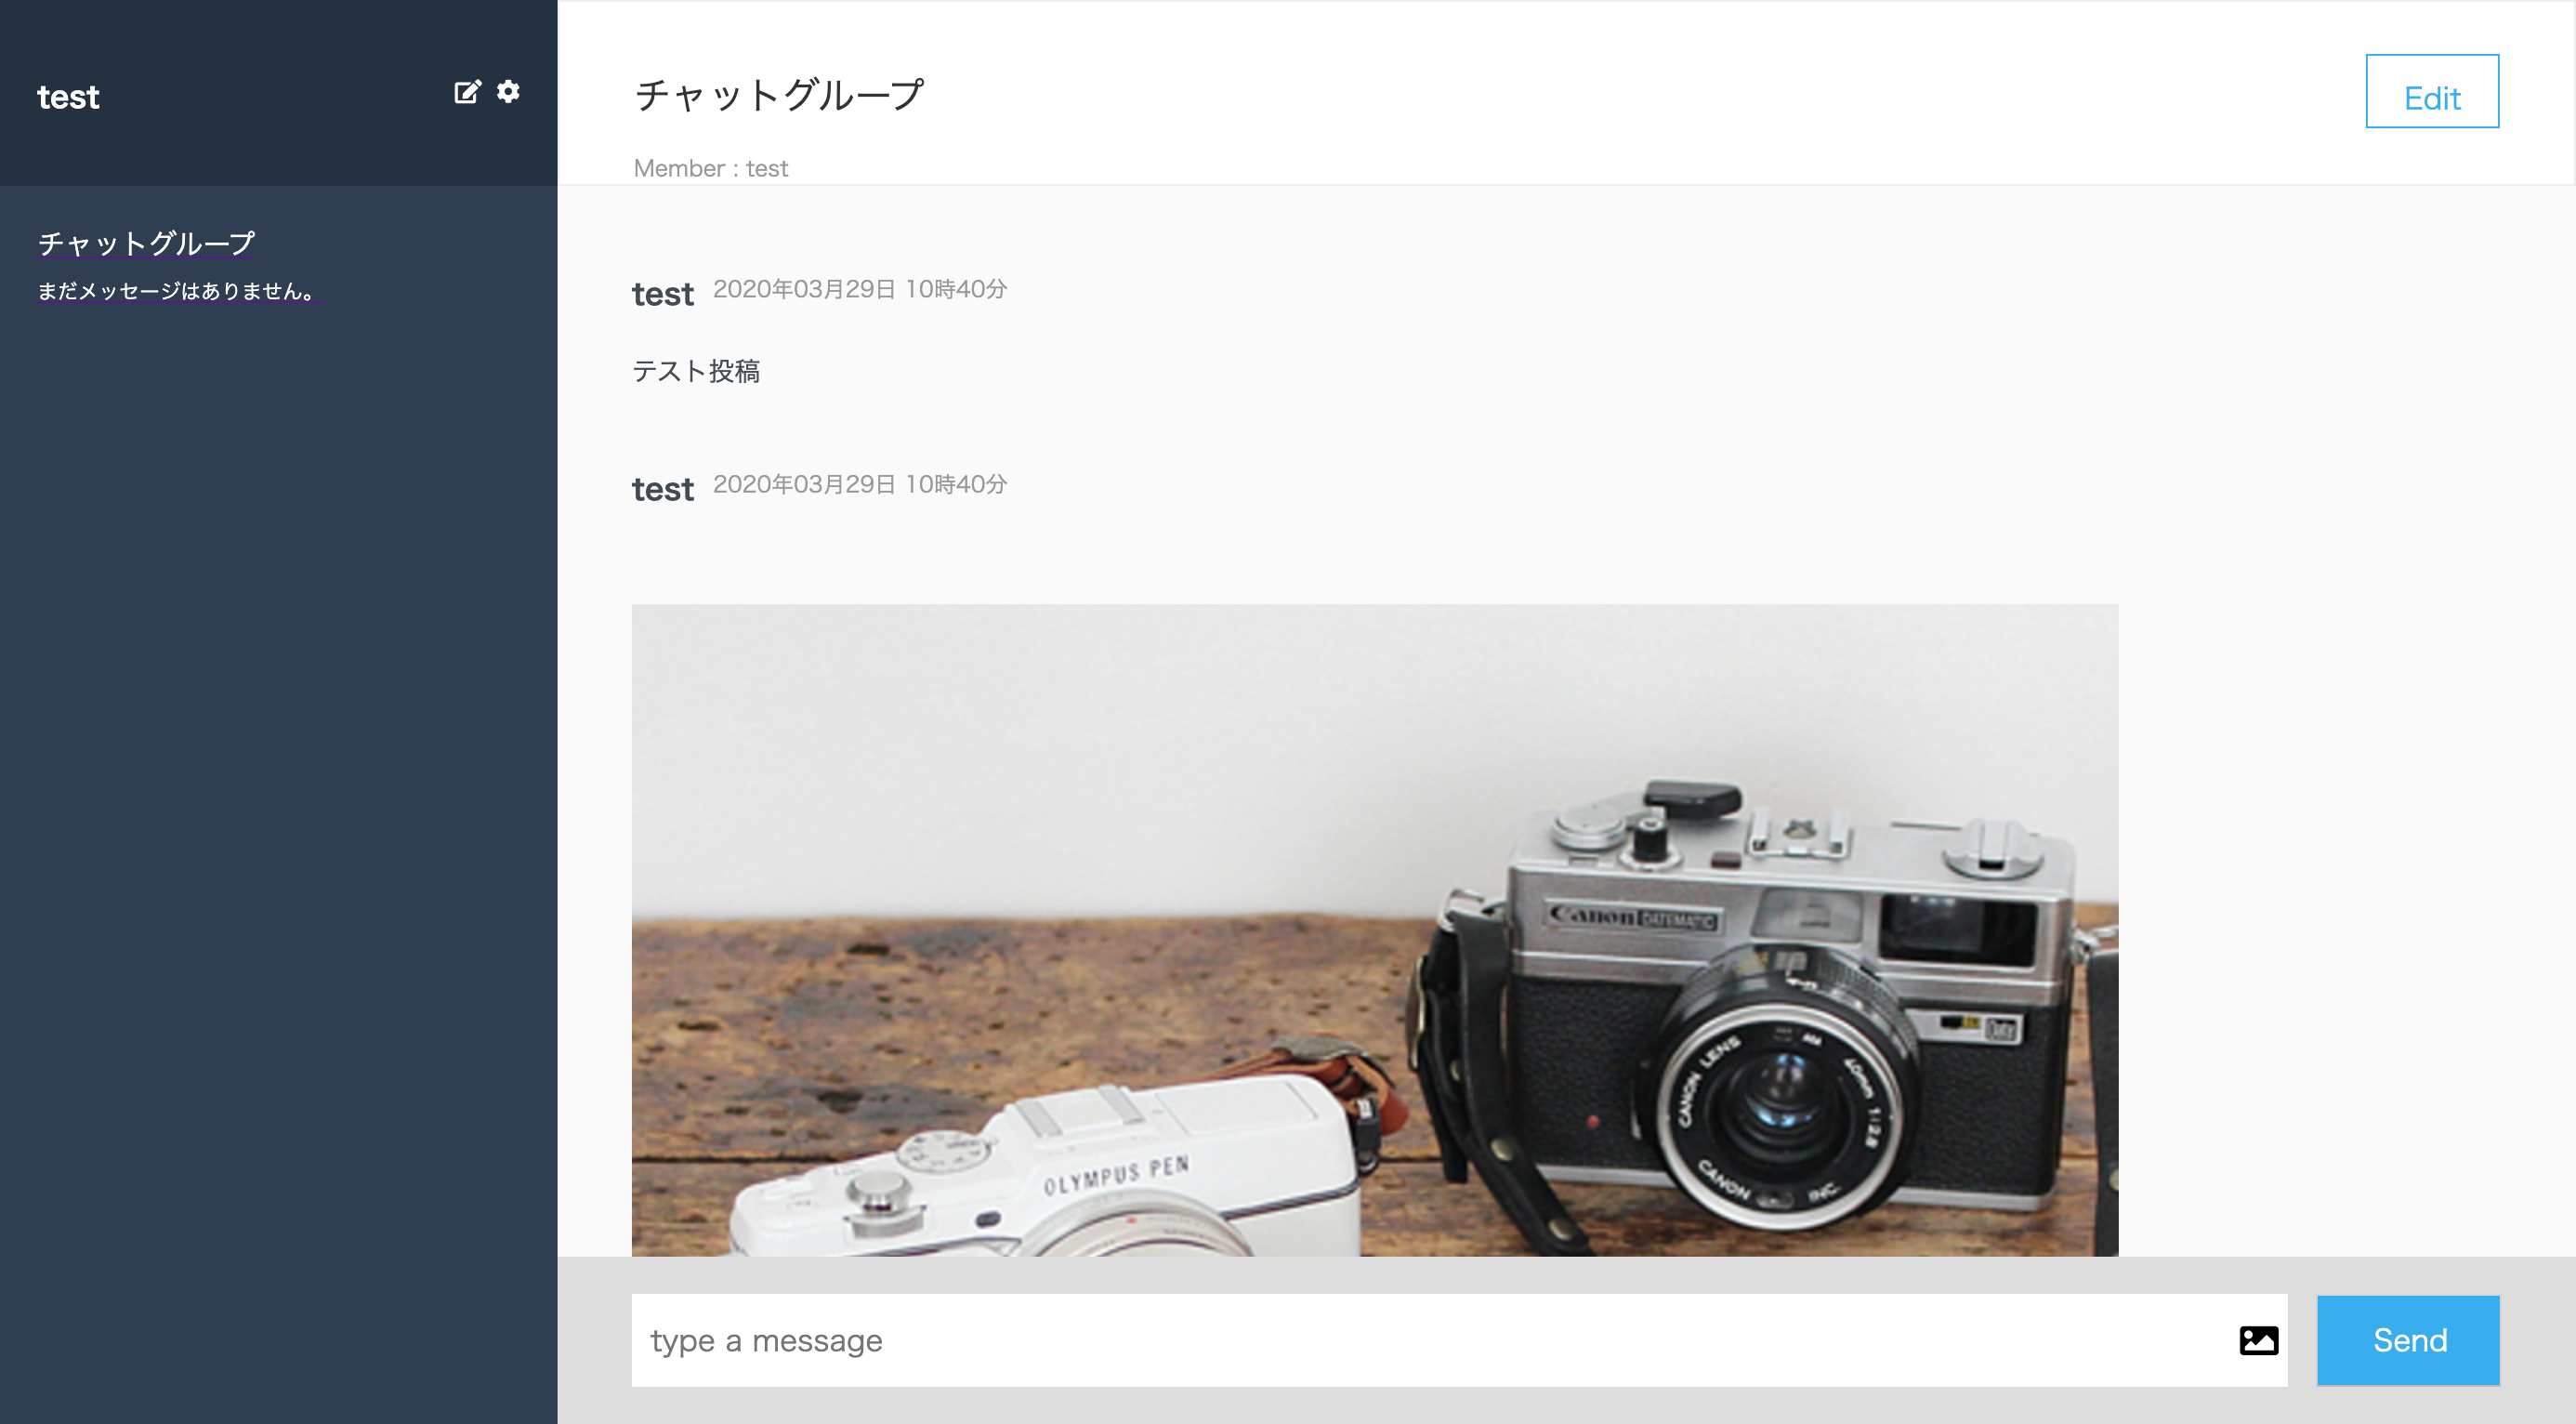 test
チャットグループ
まだメッセージはありません。
チャットグループ
Edit
Member : test
test 2020年03月29日 10時40分
テスト投稿
test 2020年03月29日 10時40分
Canon DATEMATIC
Date
CANON LENS 40mm 1:2.8
CANON INC.
OLYMPUS PEN
type a message
Send